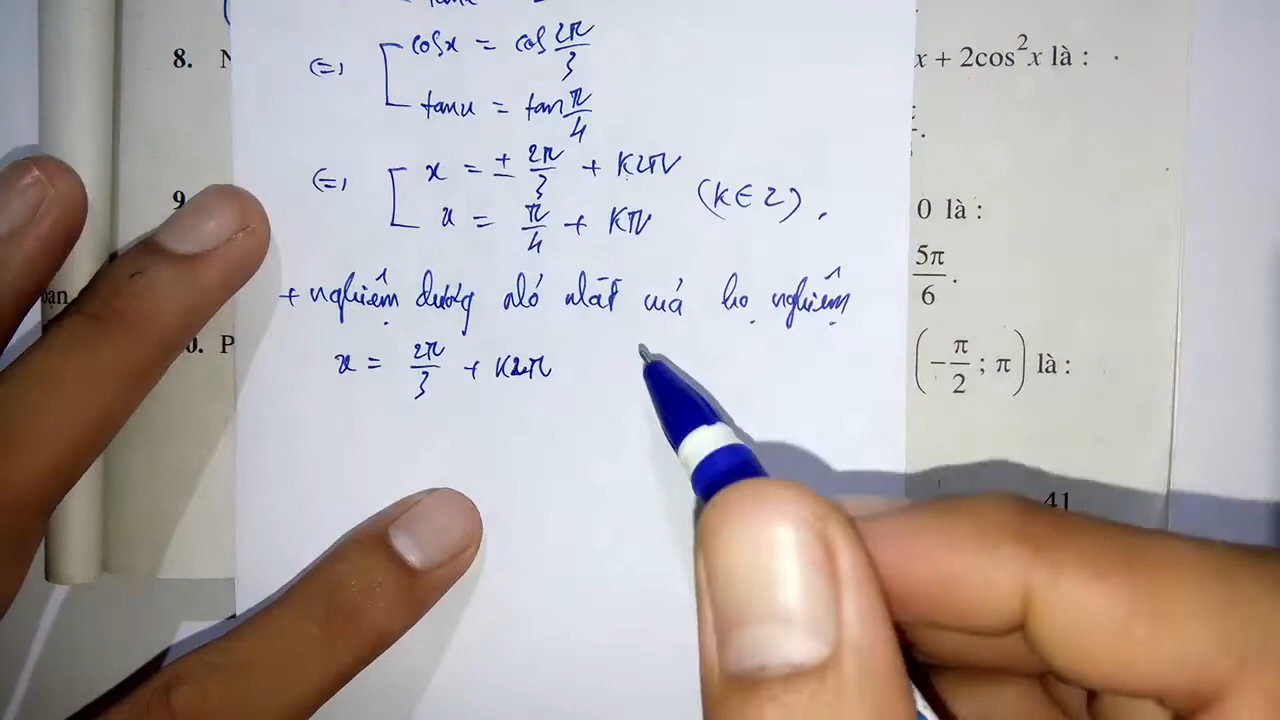 8. N
x + 2cos²x là :
⇔ [ cosx = cos 2π/3
tanx = tan π/4
⇔ [ x = ± 2π/3 + K2π
x = π/4 + Kπ (K ∈ Z).
9
0 là :
5π/6.
+ nghiệm dương nhỏ nhất của họ nghiệm
x = 2π/3 + K2π
0. P
(-π/2 ; π) là :
41